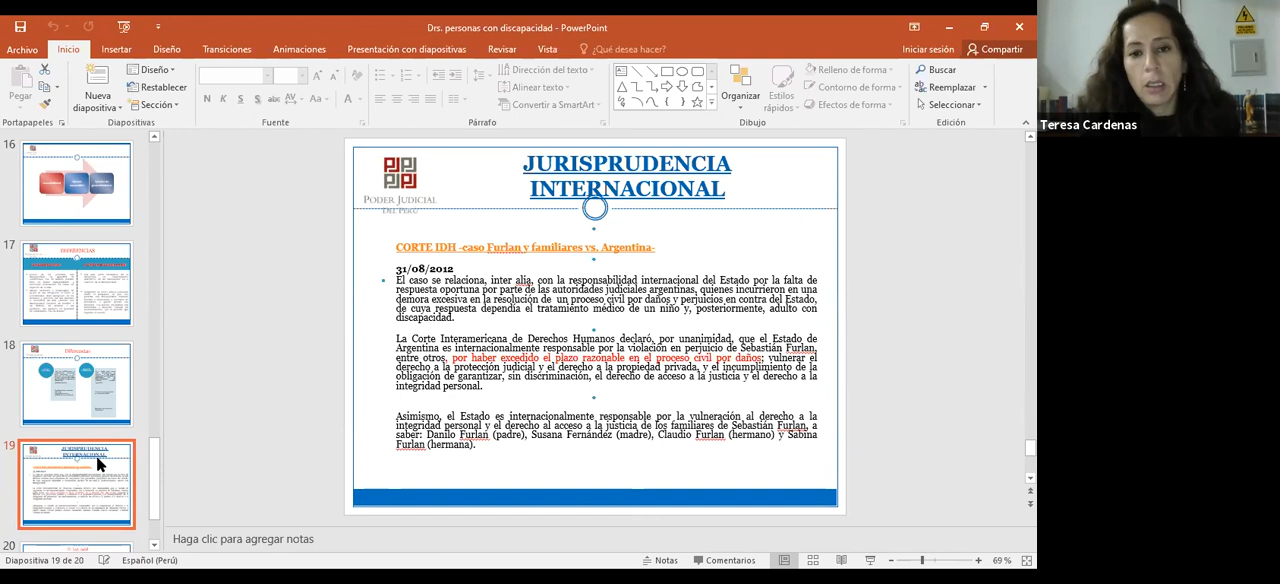 Drs. personas con discapacidad - PowerPoint
Archivo Inicio Insertar Diseño Transiciones Animaciones Presentación con diapositivas Revisar Vista ¿Qué desea hacer? Iniciar sesión Compartir
Pegar
Nueva diapositiva
Diseño
Restablecer
Sección
N K S S abc AV Aa A
Dirección del texto
Alinear texto
Convertir a SmartArt
Organizar
Estilos rápidos
Relleno de forma
Contorno de forma
Efectos de forma
Buscar
Reemplazar
Seleccionar
Portapapeles Diapositivas Fuente Párrafo Dibujo Edición
Teresa Cardenas
16
17
DIFERENCIAS
18
Diferencias
19
JURISPRUDENCIA
INTERNACIONAL
20
JURISPRUDENCIA
INTERNACIONAL
PODER JUDICIAL
DEL PERÚ
CORTE IDH -caso Furlan y familiares vs. Argentina-
31/08/2012
El caso se relaciona, inter alia, con la responsabilidad internacional del Estado por la falta de
respuesta oportuna por parte de las autoridades judiciales argentinas, quienes incurrieron en una
demora excesiva en la resolución de un proceso civil por daños y perjuicios en contra del Estado,
de cuya respuesta dependía el tratamiento médico de un niño y, posteriormente, adulto con
discapacidad.
La Corte Interamericana de Derechos Humanos declaró, por unanimidad, que el Estado de
Argentina es internacionalmente responsable por la violación en perjuicio de Sebastián Furlan,
entre otros, por haber excedido el plazo razonable en el proceso civil por daños; vulnerar el
derecho a la protección judicial y el derecho a la propiedad privada, y el incumplimiento de la
obligación de garantizar, sin discriminación, el derecho de acceso a la justicia y el derecho a la
integridad personal.
Asimismo, el Estado es internacionalmente responsable por la vulneración al derecho a la
integridad personal y el derecho al acceso a la justicia de los familiares de Sebastián Furlan, a
saber: Danilo Furlan (padre), Susana Fernández (madre), Claudio Furlan (hermano) y Sabina
Furlan (hermana).
Haga clic para agregar notas
Diapositiva 19 de 20 Español (Perú) Notas Comentarios 69 %